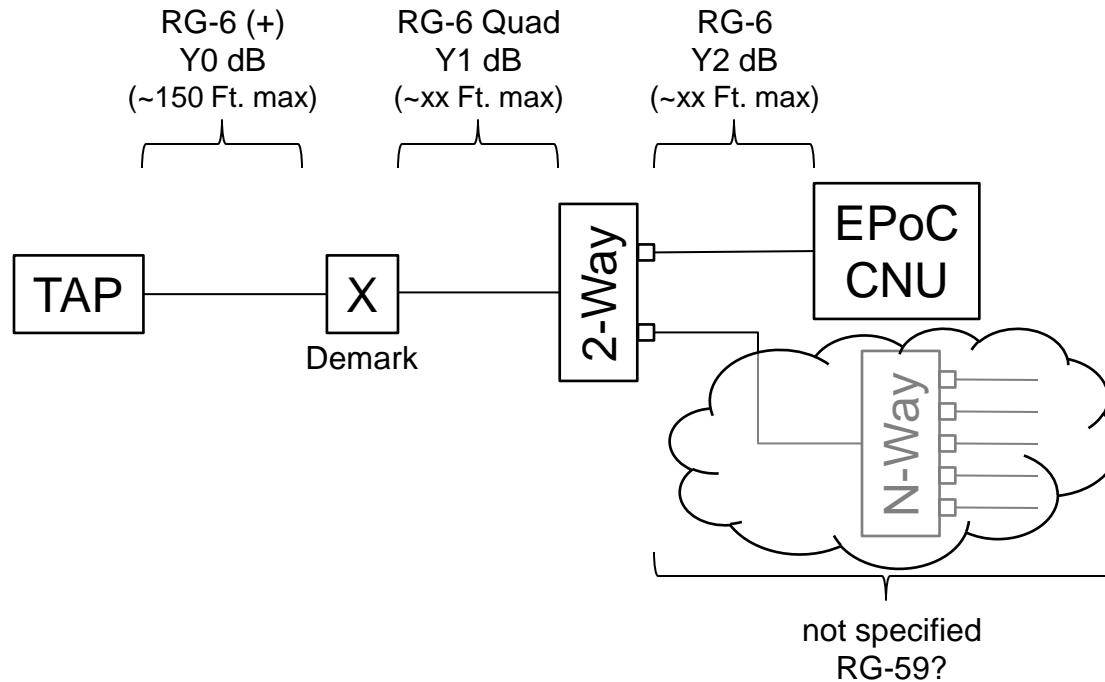 RG-6 (+)
Y0 dB
(~150 Ft. max)
RG-6 Quad
Y1 dB
(~xx Ft. max)
RG-6
Y2 dB
(~xx Ft. max)
TAP
X
Demark
2-Way
EPoC
CNU
N-Way
not specified
RG-59?